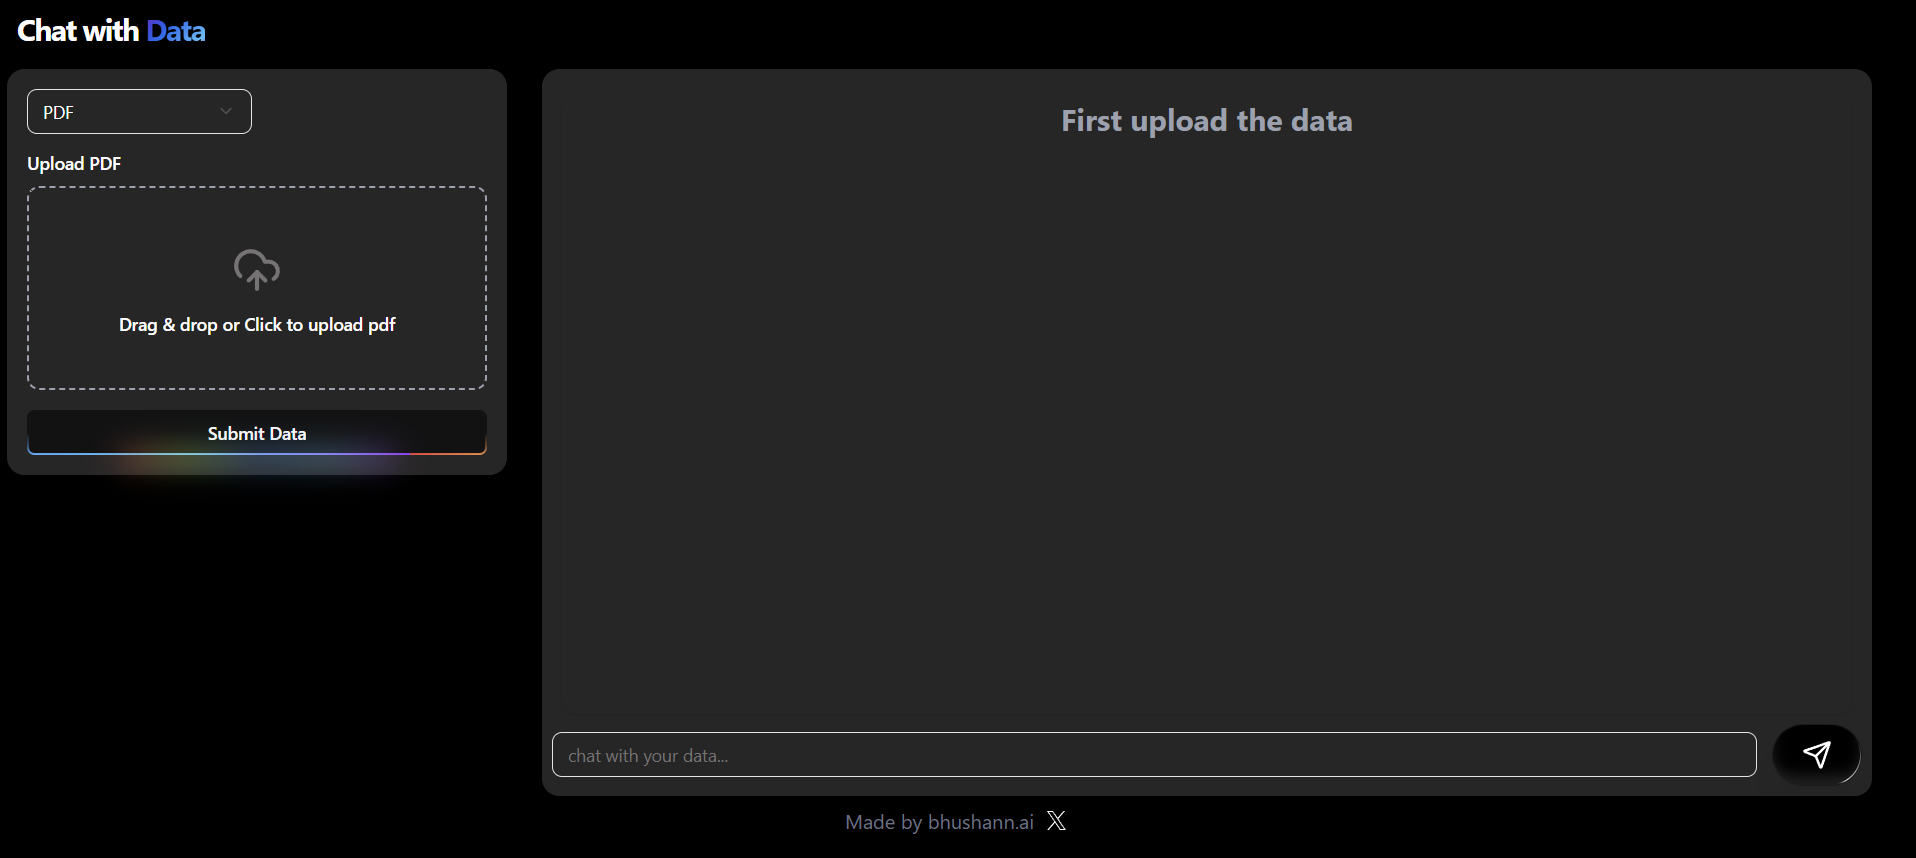 Chat with Data
PDF
Upload PDF
Drag & drop or Click to upload pdf
Submit Data
First upload the data
chat with your data...
Made by bhushann.ai X